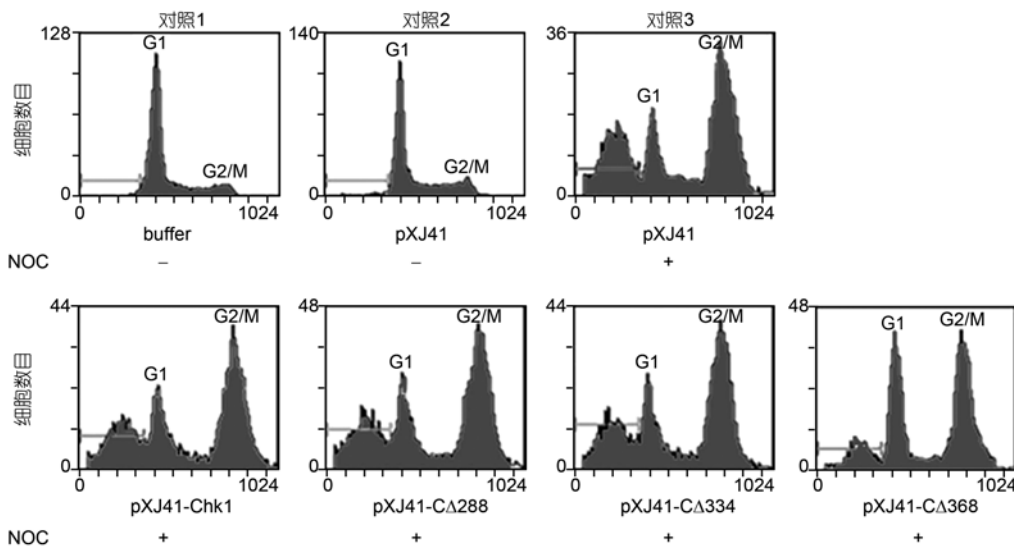 对照1 对照2 对照3
128 140 36
G1 G2/M G1 G2/M G1 G2/M
细胞数目
0 0 0
0 1024 0 1024 0 1024
buffer pXJ41 pXJ41
NOC − − +
44 48 44 48
G1 G2/M G1 G2/M G1 G2/M G1 G2/M
细胞数目
0 0 0 0
0 1024 0 1024 0 1024 0 1024
pXJ41-Chk1 pXJ41-CΔ288 pXJ41-CΔ334 pXJ41-CΔ368
NOC + + + +